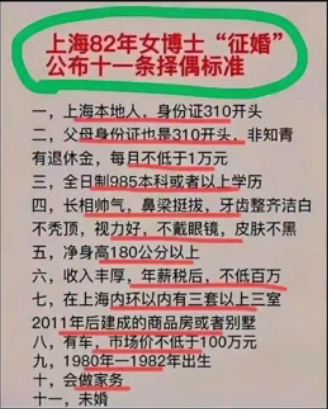 上海82年女博士“征婚”
公布十一条择偶标准
一，上海本地人，身份证310开头
二，父母身份证也是310开头，非知青
有退休金，每月不低于1万元
三，全日制985本科或者以上学历
四，长相帅气，鼻梁挺拔，牙齿整齐洁白
不秃顶，视力好，不戴眼镜，皮肤不黑
五，净身高180公分以上
六，收入丰厚，年薪税后，不低百万
七，在上海内环以内有三套以上三室
2011年后建成的商品房或者别墅
八，有车，市场价不低于100万元
九，1980年一1982年出生
十，会做家务
十一，未婚